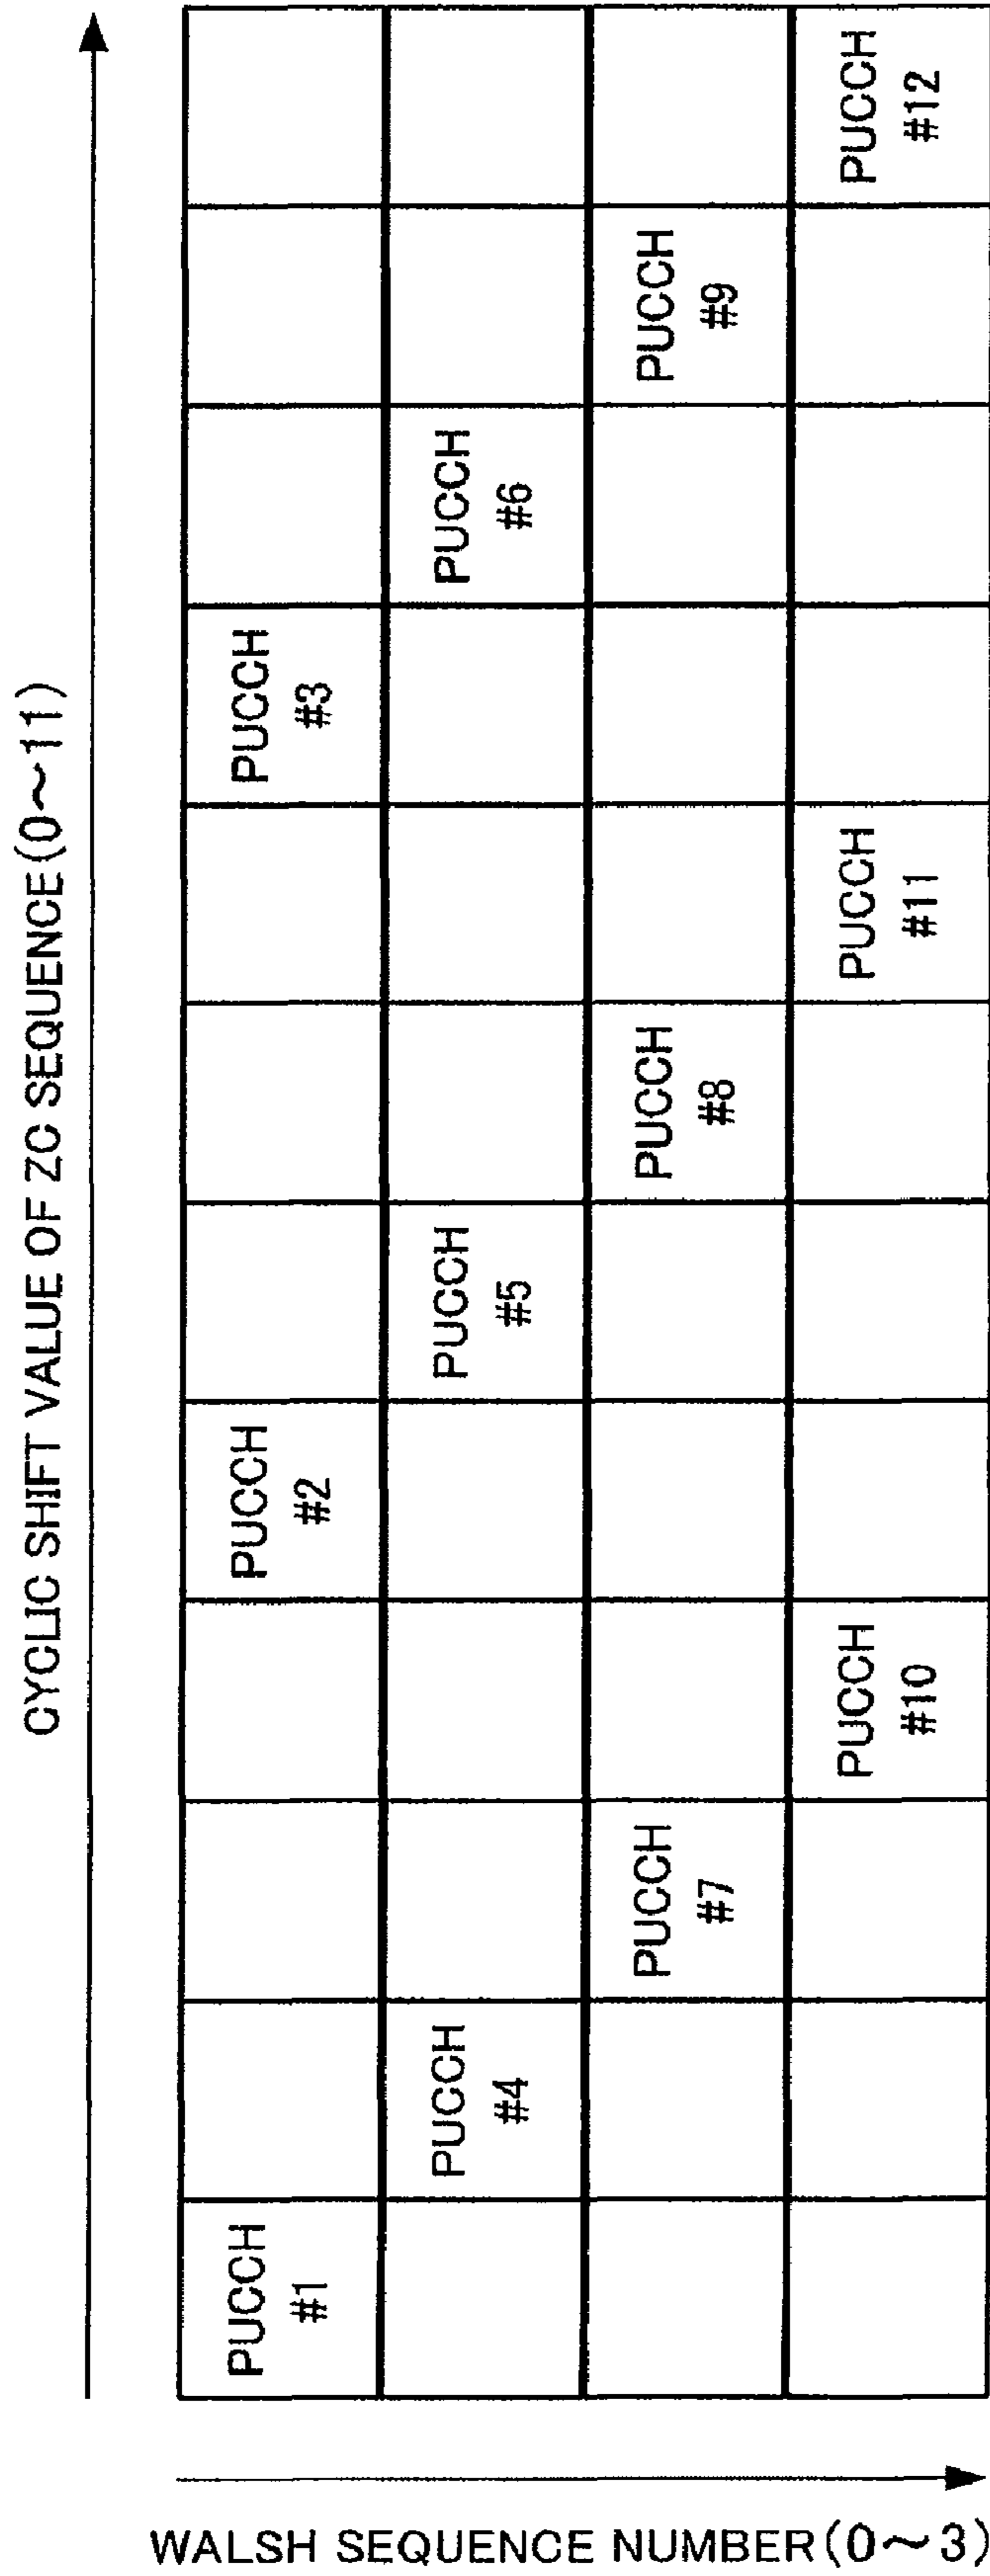 CYCLIC SHIFT VALUE OF ZC SEQUENCE(0~11)
PUCCH
#1
PUCCH
#2
PUCCH
#3
PUCCH
#4
PUCCH
#5
PUCCH
#6
PUCCH
#7
PUCCH
#8
PUCCH
#9
PUCCH
#10
PUCCH
#11
PUCCH
#12
WALSH SEQUENCE NUMBER(0~3)